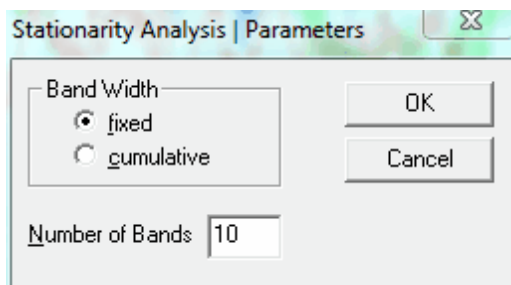 Stationarity Analysis | Parameters
Band Width
fixed
cumulative
OK
Cancel
Number of Bands 10